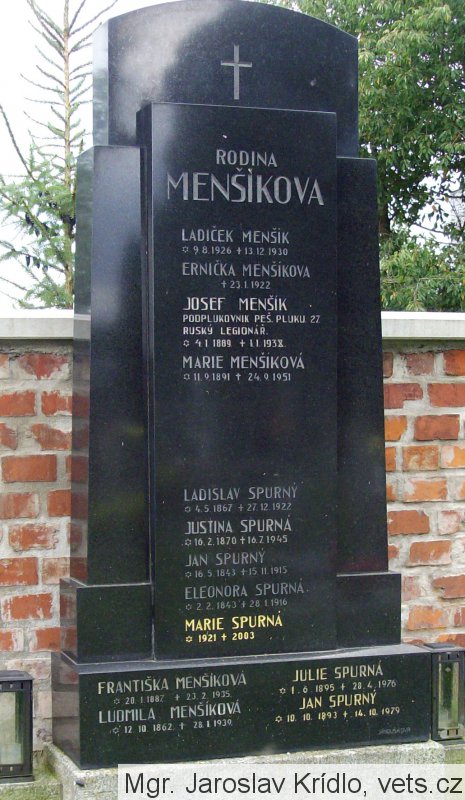 RODINA
MENŠÍKOVA
LADÍČEK MENŠÍK
✩ 9.8.1926 ✝ 13.12.1930
ERNIČKA MENŠÍKOVA
✝ 23.1.1922
JOSEF MENŠÍK
PODPLUKOVNÍK PĚŠ. PLUKU 27.
RUSKÝ LEGIONÁŘ.
✩ 4.1.1889 ✝ 1.1.1938.
MARIE MENŠÍKOVÁ
✩ 11.9.1891 ✝ 24.9.1951
LADISLAV SPURNÝ
✩ 4.5.1867 ✝ 27.12.1922
JUSTINA SPURNÁ
✩ 16.2.1870 ✝ 16.7.1945
JAN SPURNÝ
✩ 16.5.1843 ✝ 15.11.1915
ELEONORA SPURNÁ
✩ 2.2.1843 ✝ 28.1.1916
MARIE SPURNÁ
✩ 1921 ✝ 2003
FRANTIŠKA MENŠÍKOVÁ
✩ 20.1.1887 ✝ 23.2.1935.
LUDMILA MENŠÍKOVÁ
✩ 12.10.1862. ✝ 28.1.1939.
JULIE SPURNÁ
✩ 1.6.1895 ✝ 28.4.1976
JAN SPURNÝ
✩ 10.10.1893 ✝ 14.10.1979
Mgr. Jaroslav Krídlo, vets.cz